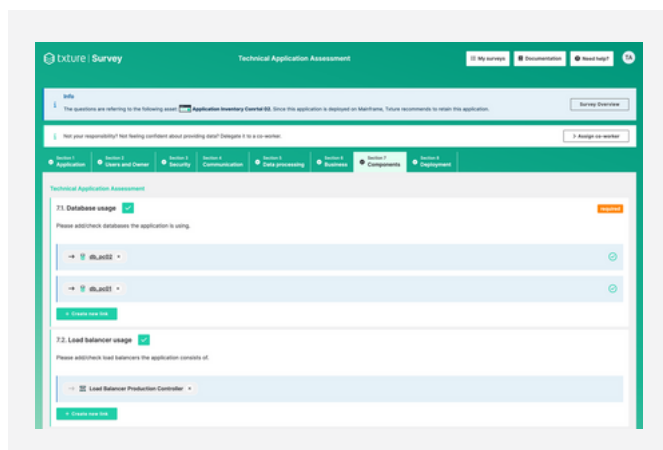 txture | Survey
Technical Application Assessment
My surveys
Documentation
Need help?
TA
Info
The questions are referring to the following asset: Application Inventory Control 02. Since this application is deployed on Mainframe, Txture recommends to retain this application.
Survey Overview
Not your responsibility? Not feeling confident about providing data? Delegate it to a co-worker.
> Assign co-worker
Section 1
Application
Section 2
Users and Owner
Section 3
Security
Section 4
Communication
Section 5
Data processing
Section 6
Business
Section 7
Components
Section 8
Deployment
Technical Application Assessment
7.1. Database usage
required
Please add/check databases the application is using.
→ db_pc02
→ db_pc01
+ Create new link
7.2. Load balancer usage
Please add/check load balancers the application consists of.
→ Load Balancer Production Controller
+ Create new link